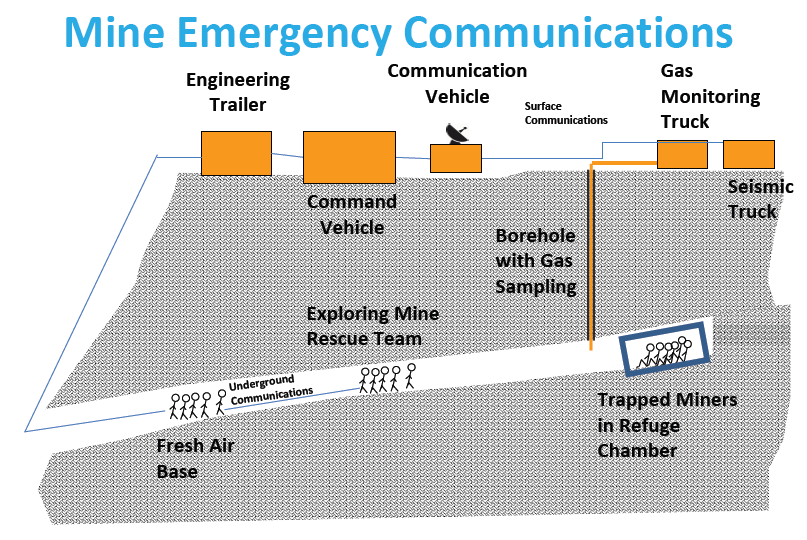 Mine Emergency Communications
Engineering
Trailer
Communication
Vehicle
Surface
Communications
Gas
Monitoring
Truck
Command
Vehicle
Seismic
Truck
Borehole
with Gas
Sampling
Exploring Mine
Rescue Team
Underground
Communications
Fresh Air
Base
Trapped Miners
in Refuge
Chamber